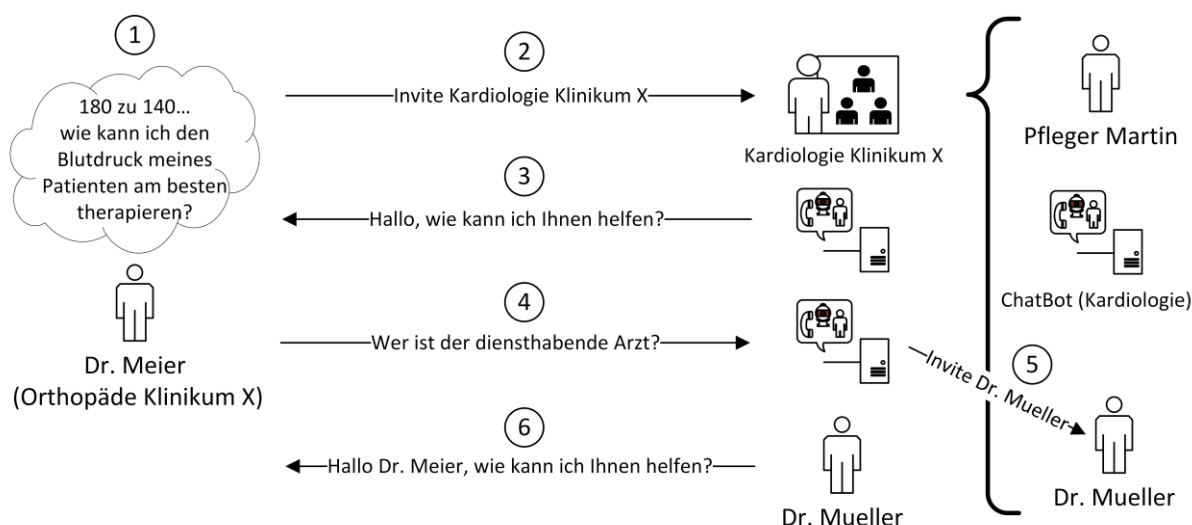 1
180 zu 140...
wie kann ich den
Blutdruck meines
Patienten am besten
therapieren?
Dr. Meier
(Orthopäde Klinikum X)
2
Invite Kardiologie Klinikum X
Kardiologie Klinikum X
3
Hallo, wie kann ich Ihnen helfen?
4
Wer ist der diensthabende Arzt?
5
Invite Dr. Mueller
6
Hallo Dr. Meier, wie kann ich Ihnen helfen?
Dr. Mueller
Pfleger Martin
ChatBot (Kardiologie)
Dr. Mueller